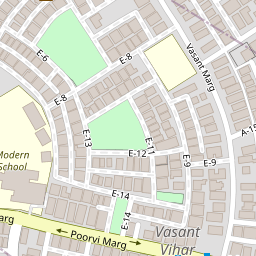 E-6
E-8
Vasant Marg
E-8
E-13
E-11
A-15
E-12
E-9
E-9
Modern
School
E-14
E-14
Marg
Poorvi Marg
Vasant
Vihar